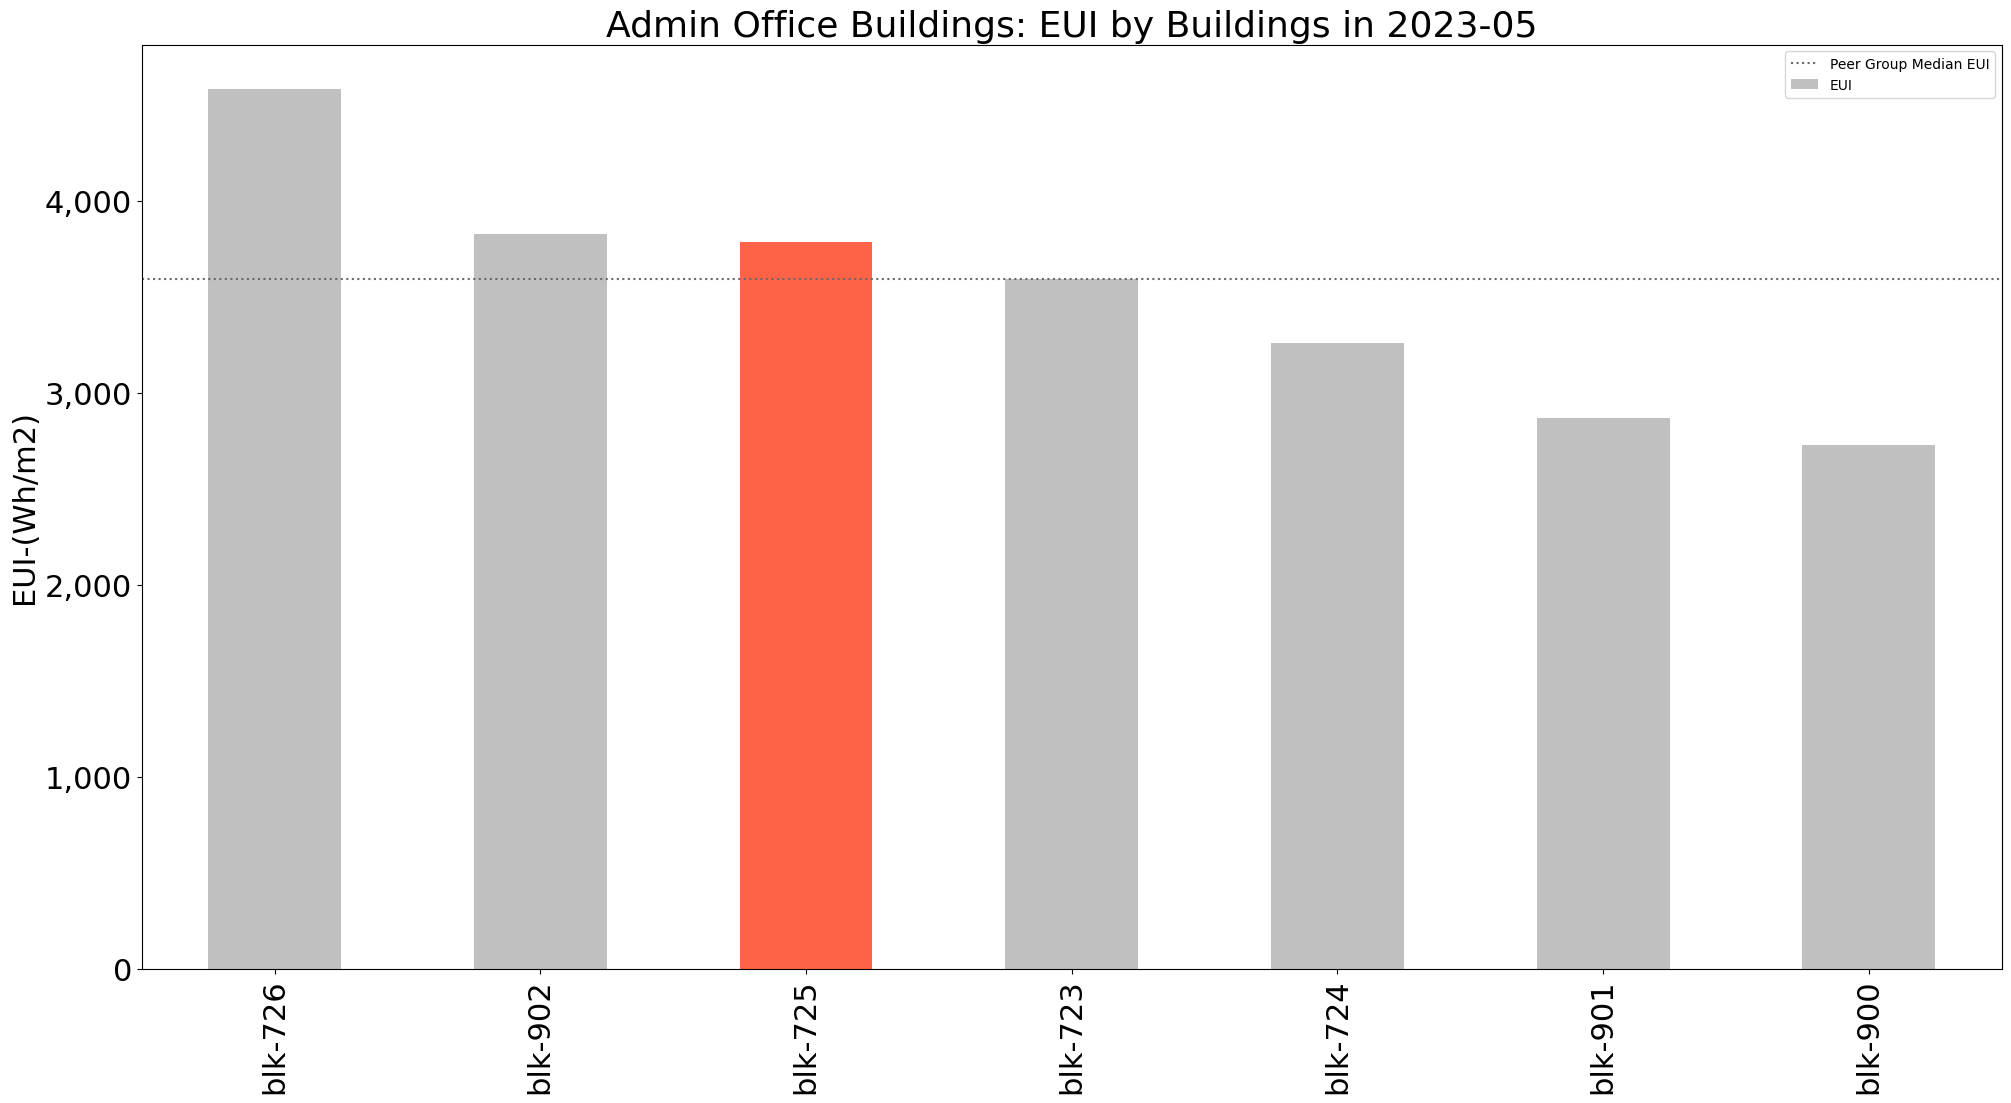 Admin Office Buildings: EUI by Buildings in 2023-05
Peer Group Median EUI
EUI
EUI-(Wh/m2)
4,000
3,000
2,000
1,000
0
blk-726
blk-902
blk-725
blk-723
blk-724
blk-901
blk-900